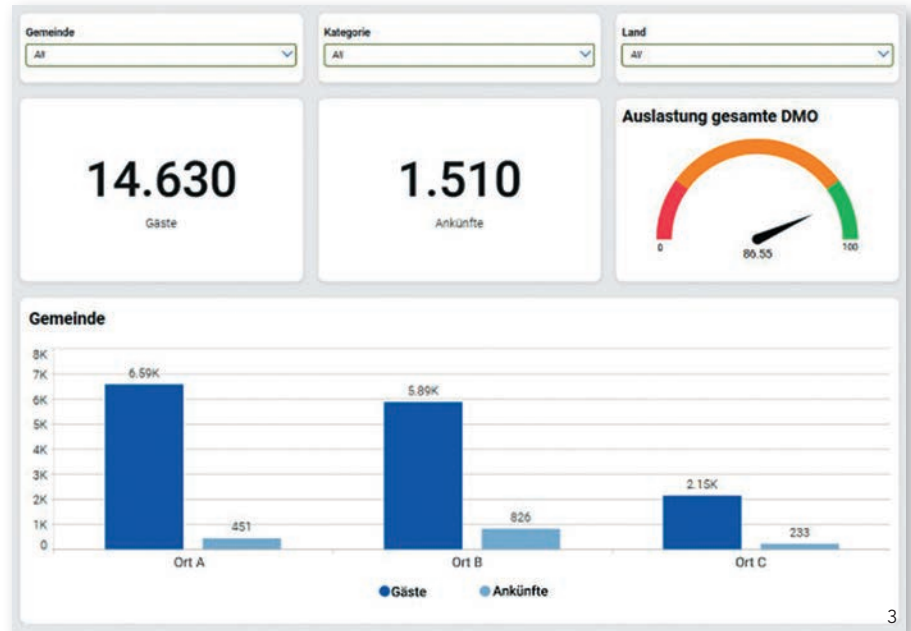 Gemeinde
All
Kategorie
All
Land
All
14.630
Gäste
1.510
Ankünfte
Auslastung gesamte DMO
0
86.55
100
Gemeinde
8K
7K
6K
5K
4K
3K
2K
1K
0
6.59K
451
5.89K
826
2.15K
233
Ort A
Ort B
Ort C
Gäste
Ankünfte
3